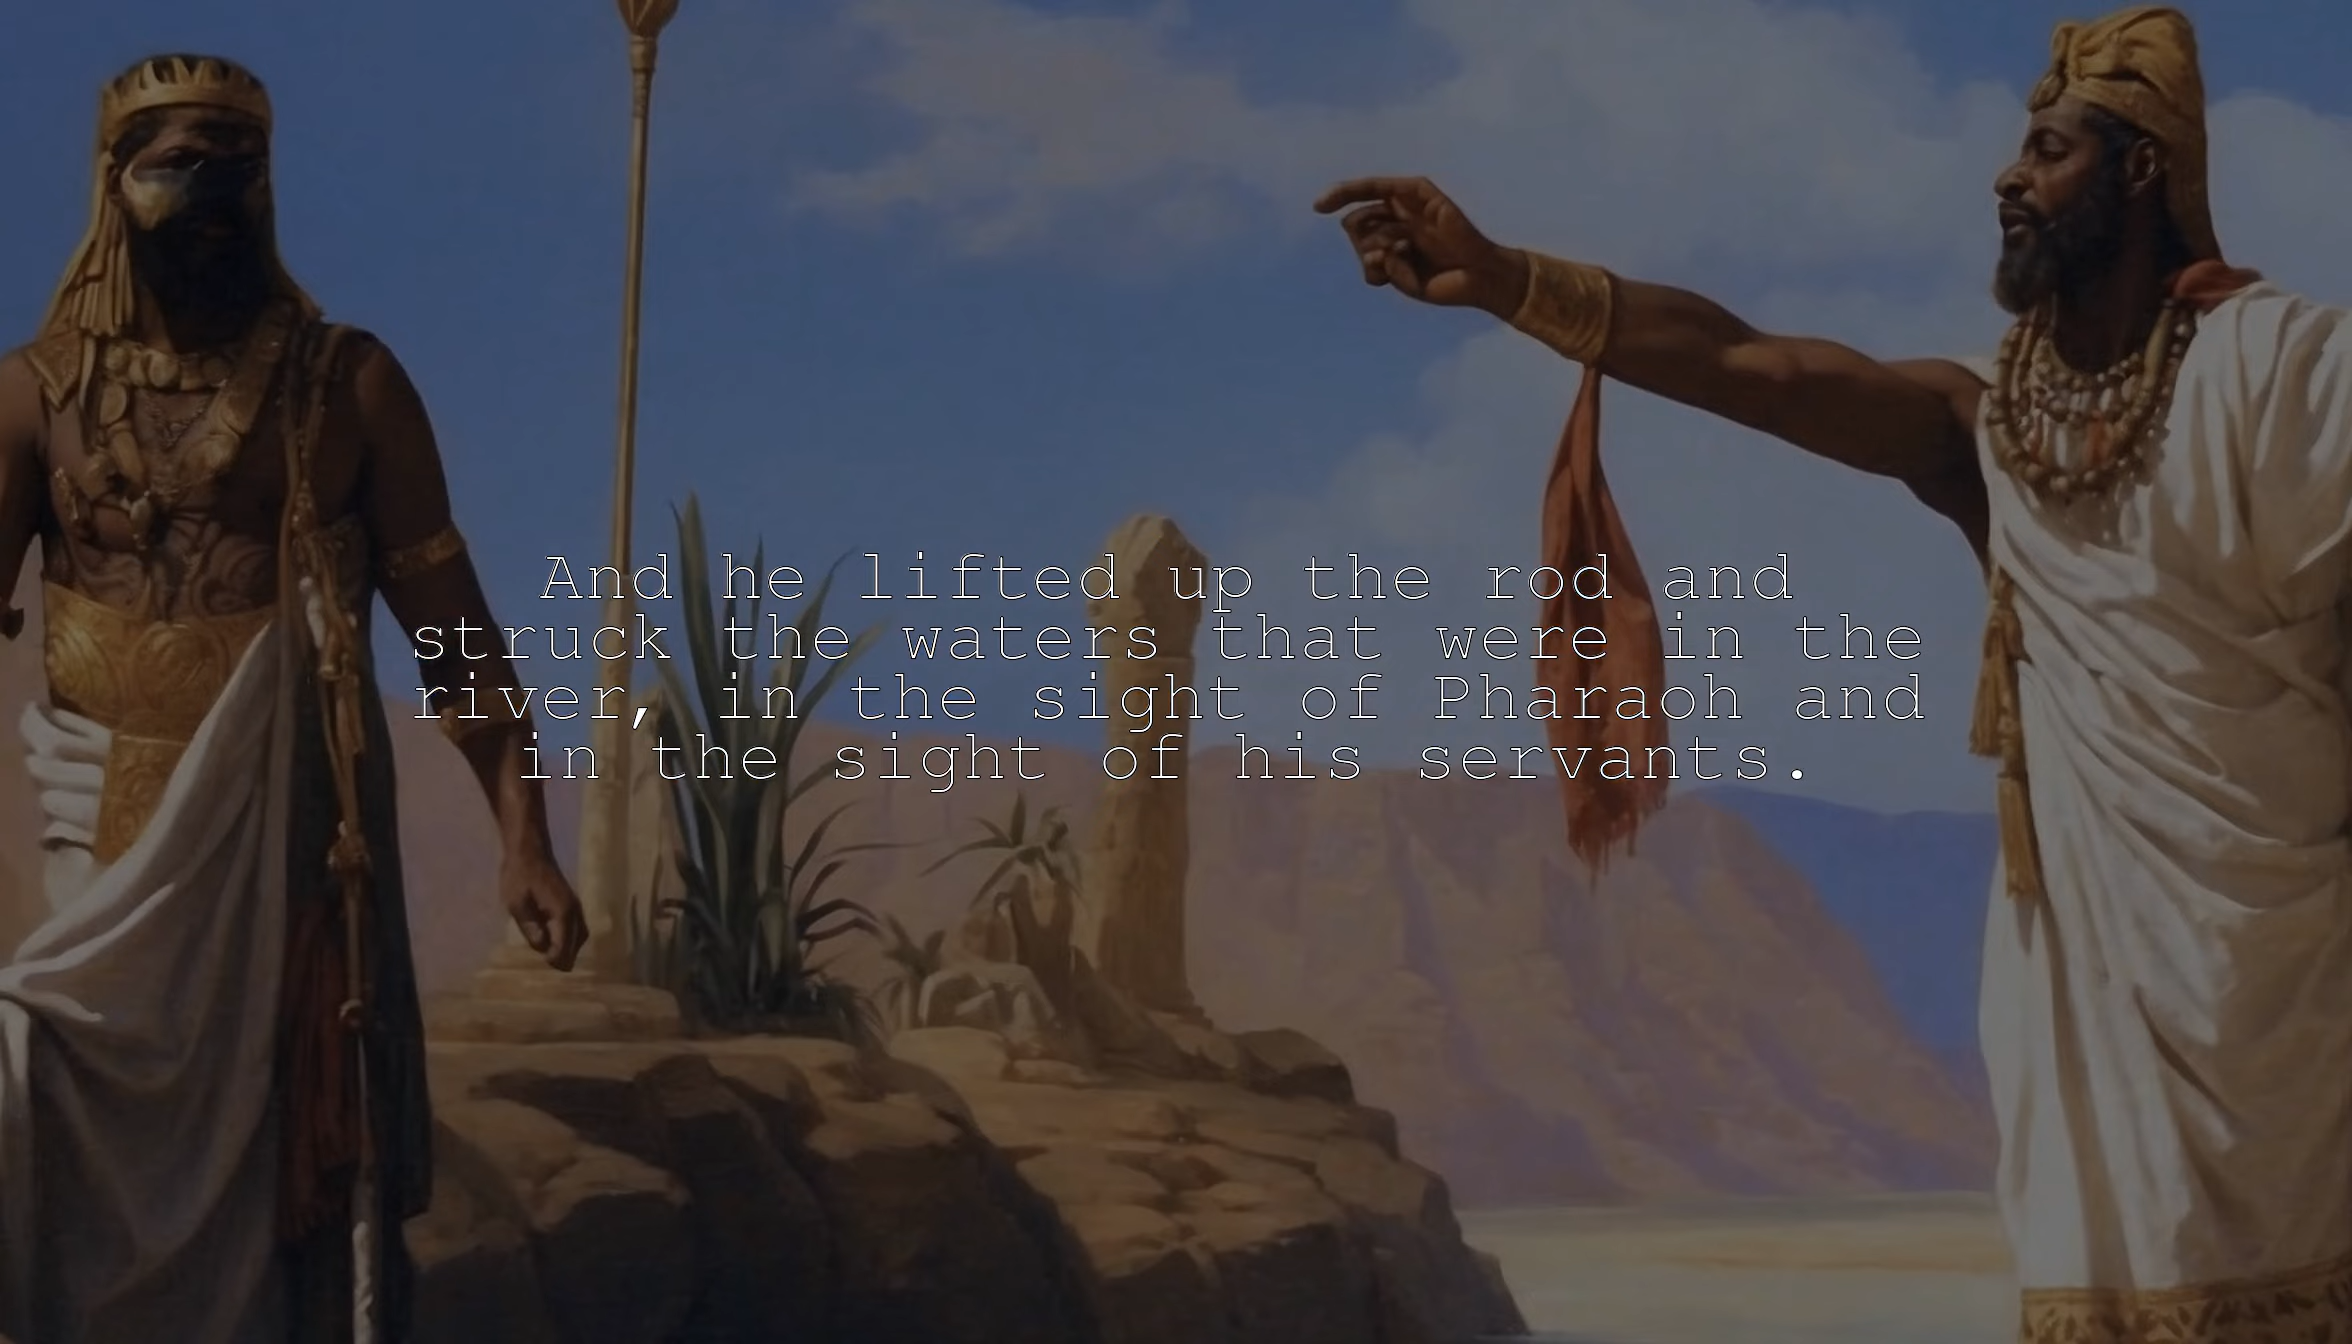 And he lifted up the rod and
struck the waters that were in the
river, in the sight of Pharaoh and
in the sight of his servants.